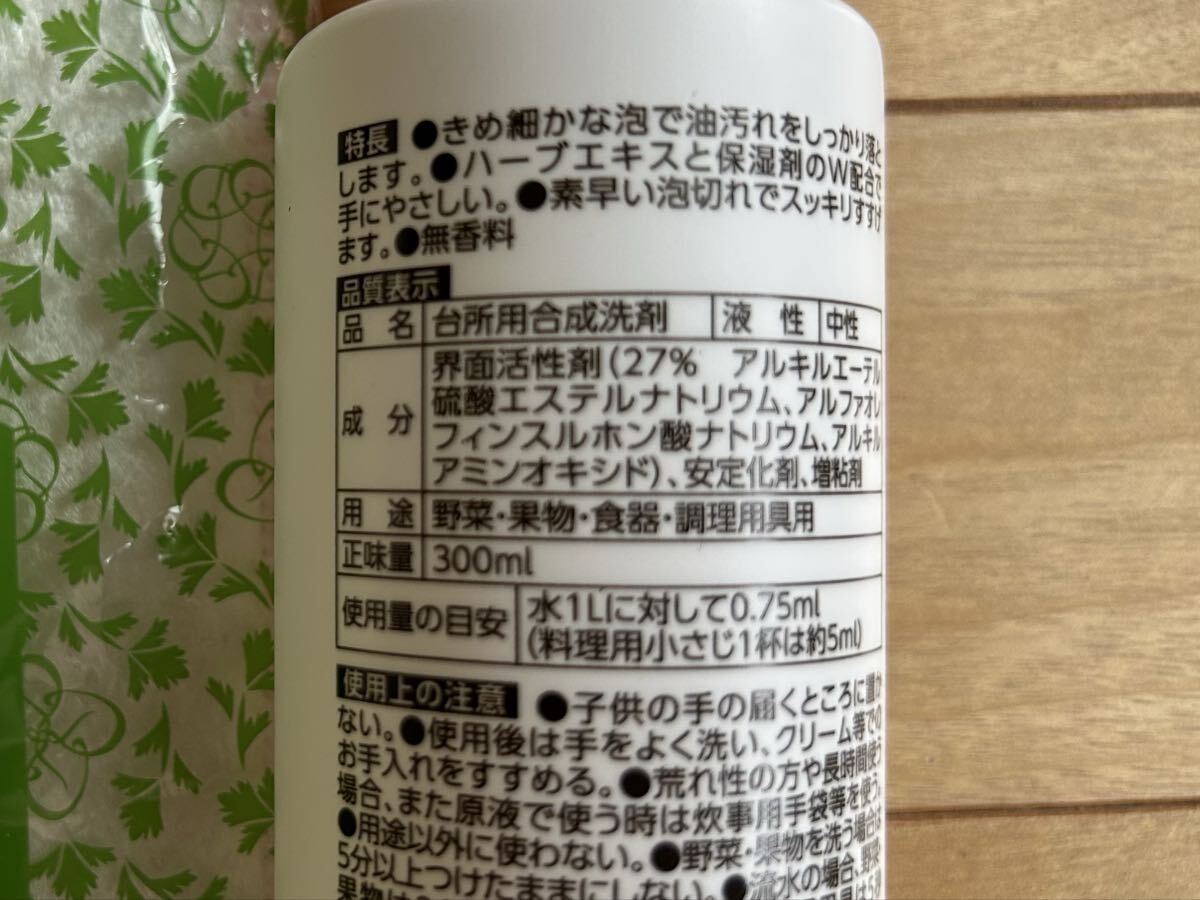 特長 ●きめ細かな泡で油汚れをしっかり落と
します。●ハーブエキスと保湿剤のW配合で
手にやさしい。●素早い泡切れでスッキリすすげ
ます。●無香料
品質表示
品名 台所用合成洗剤 液性 中性
成分 界面活性剤(27% アルキルエーテル
硫酸エステルナトリウム、アルファオレ
フィンスルホン酸ナトリウム、アルキル
アミンオキシド)、安定化剤、増粘剤
用途 野菜・果物・食器・調理用具用
正味量 300ml
使用量の目安 水1Lに対して0.75ml
(料理用小さじ1杯は約5ml)
使用上の注意 ●子供の手の届くところに置か
ない。●使用後は手をよく洗い、クリーム等での
お手入れをすすめる。●荒れ性の方や長時間使う
場合、また原液で使う時は炊事用手袋等を使う。
●用途以外に使わない。●野菜・果物を洗う場合は
5分以上つけたままにしない。●流水の場合、野菜・
果物は